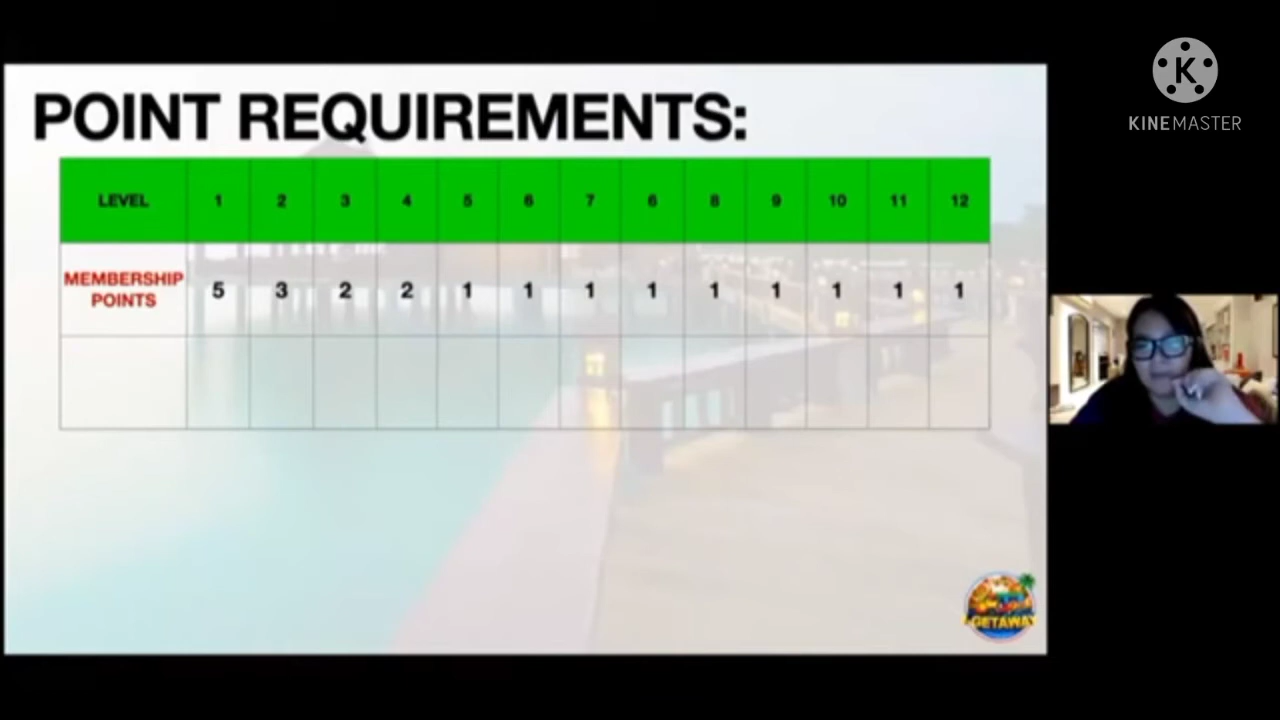 K
KINEMASTER
POINT REQUIREMENTS:
LEVEL 1 2 3 4 5 6 7 6 8 9 10 11 12
MEMBERSHIP
POINTS 5 3 2 2 1 1 1 1 1 1 1 1 1
GETAWAY